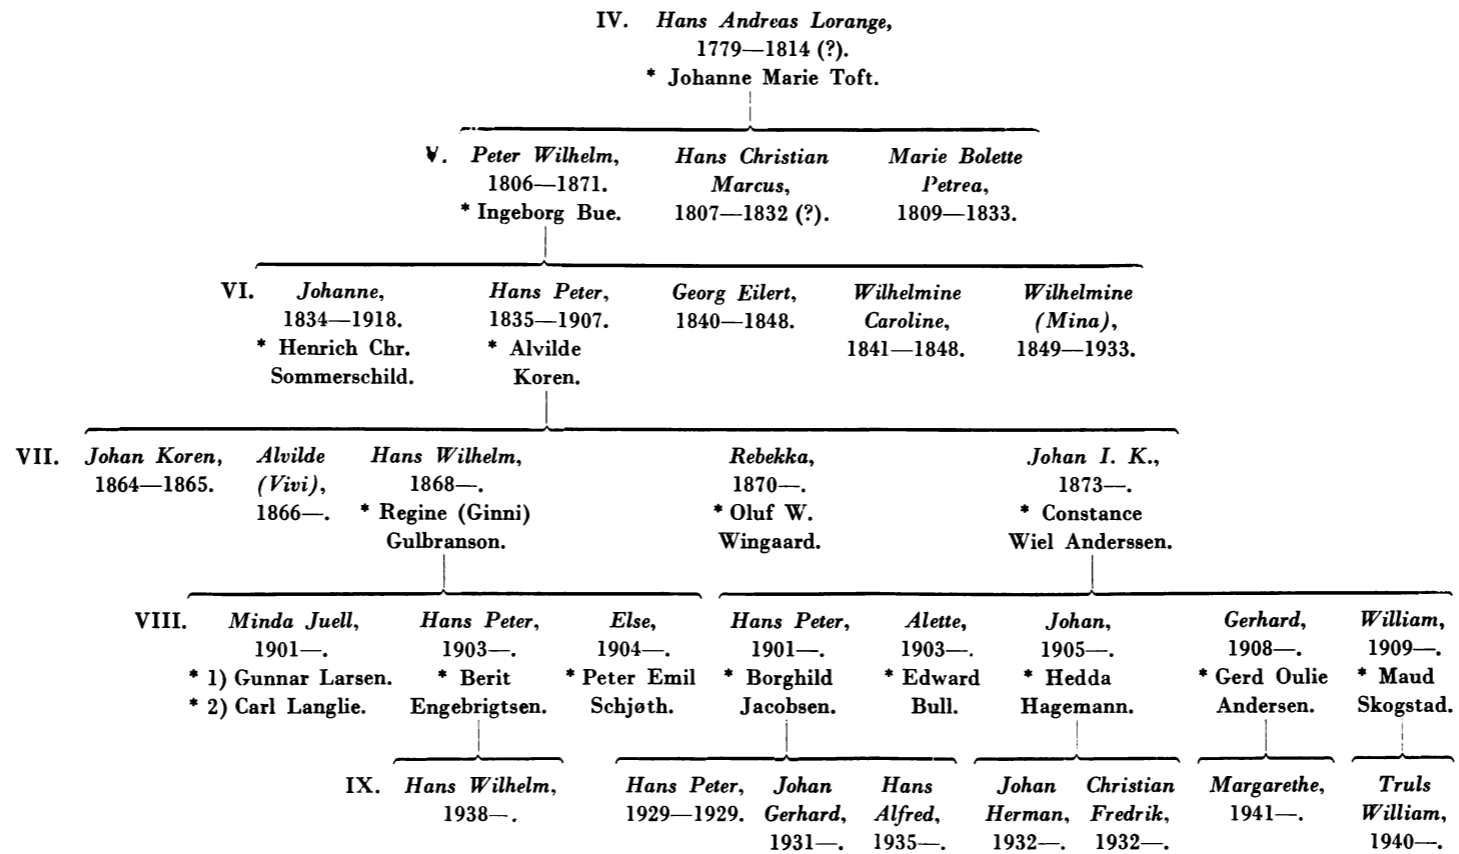 IV. Hans Andreas Lorange,
1779—1814 (?).
* Johanne Marie Toft.
V. Peter Wilhelm,
1806—1871.
* Ingeborg Bue.
Hans Christian
Marcus,
1807—1832 (?).
Marie Bolette
Petrea,
1809—1833.
VI. Johanne,
1834—1918.
* Henrich Chr.
Sommerschild.
Hans Peter,
1835—1907.
* Alvilde
Koren.
Georg Eilert,
1840—1848.
Wilhelmine
Caroline,
1841—1848.
Wilhelmine
(Mina),
1849—1933.
VII. Johan Koren,
1864—1865.
Alvilde
(Vivi),
1866—.
Hans Wilhelm,
1868—.
* Regine (Ginni)
Gulbranson.
Rebekka,
1870—.
* Oluf W.
Wingaard.
Johan I. K.,
1873—.
* Constance
Wiel Anderssen.
VIII. Minda Juell,
1901—.
* 1) Gunnar Larsen.
* 2) Carl Langlie.
Hans Peter,
1903—.
* Berit
Engebrigtsen.
Else,
1904—.
* Peter Emil
Schjøth.
Hans Peter,
1901—.
* Borghild
Jacobsen.
Alette,
1903—.
* Edward
Bull.
Johan,
1905—.
* Hedda
Hagemann.
Gerhard,
1908—.
* Gerd Oulie
Andersen.
William,
1909—.
* Maud
Skogstad.
IX. Hans Wilhelm,
1938—.
Hans Peter,
1929—1929.
Johan
Gerhard,
1931—.
Hans
Alfred,
1935—.
Johan
Herman,
1932—.
Christian
Fredrik,
1932—.
Margarethe,
1941—.
Truls
William,
1940—.